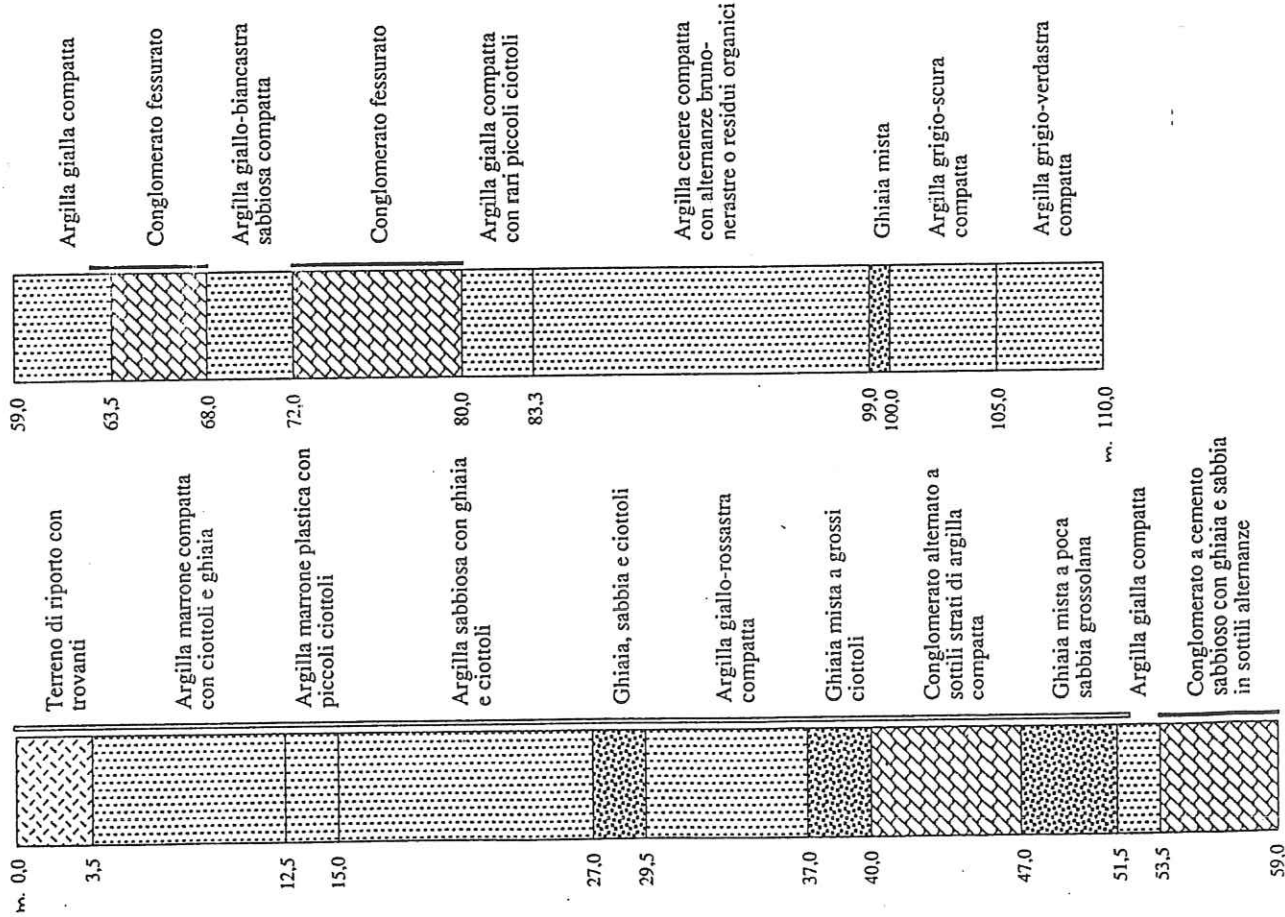 m. 0,0
Terreno di riporto con
trovanti
3,5
Argilla marrone compatta
con ciottoli e ghiaia
12,5
Argilla marrone plastica con
piccoli ciottoli
15,0
Argilla sabbiosa con ghiaia
e ciottoli
27,0
Ghiaia, sabbia e ciottoli
29,5
Argilla giallo-rossastra
compatta
37,0
Ghiaia mista a grossi
ciottoli
40,0
Conglomerato alternato a
sottili strati di argilla
compatta
47,0
Ghiaia mista a poca
sabbia grossolana
51,5
Argilla gialla compatta
53,5
Conglomerato a cemento
sabbioso con ghiaia e sabbia
in sottili alternanze
59,0
59,0
Argilla gialla compatta
63,5
Conglomerato fessurato
68,0
Argilla giallo-biancastra
sabbiosa compatta
72,0
Conglomerato fessurato
80,0
Argilla gialla compatta
con rari piccoli ciottoli
83,3
Argilla cenere compatta
con alternanze bruno-
nerastre o residui organici
99,0
Ghiaia mista
100,0
Argilla grigio-scura
compatta
105,0
Argilla grigio-verdastra
compatta
m. 110,0